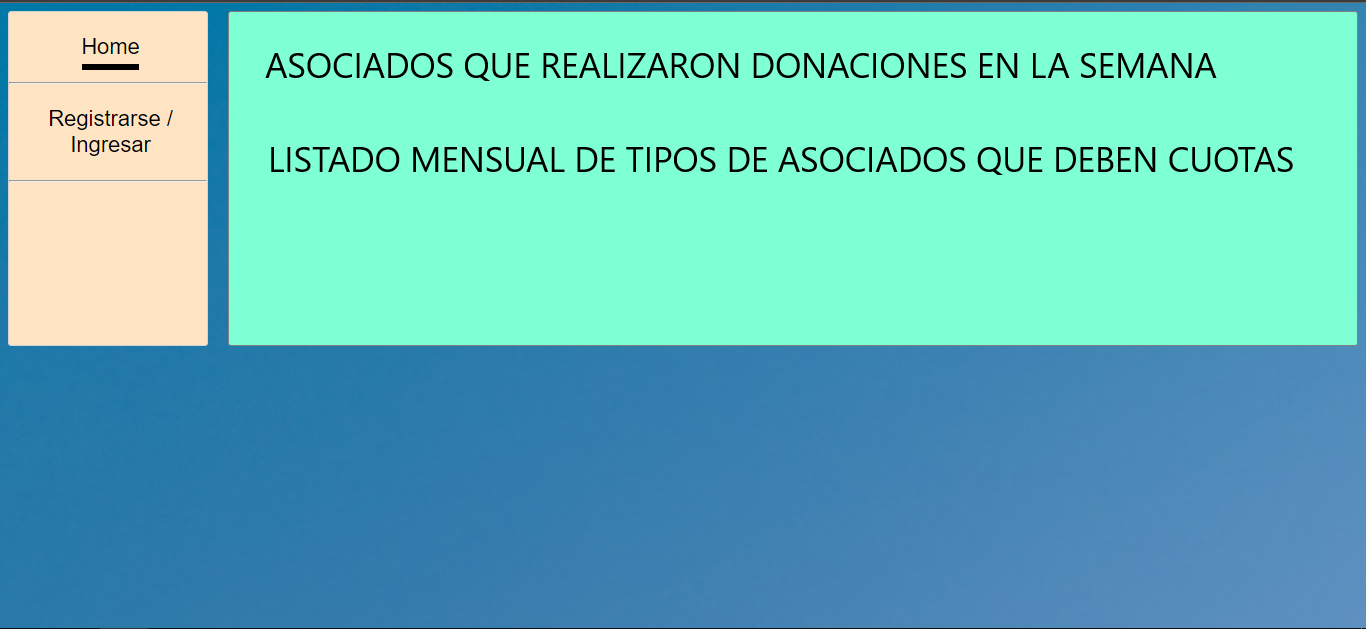 Home
Registrarse /
Ingresar
ASOCIADOS QUE REALIZARON DONACIONES EN LA SEMANA
LISTADO MENSUAL DE TIPOS DE ASOCIADOS QUE DEBEN CUOTAS